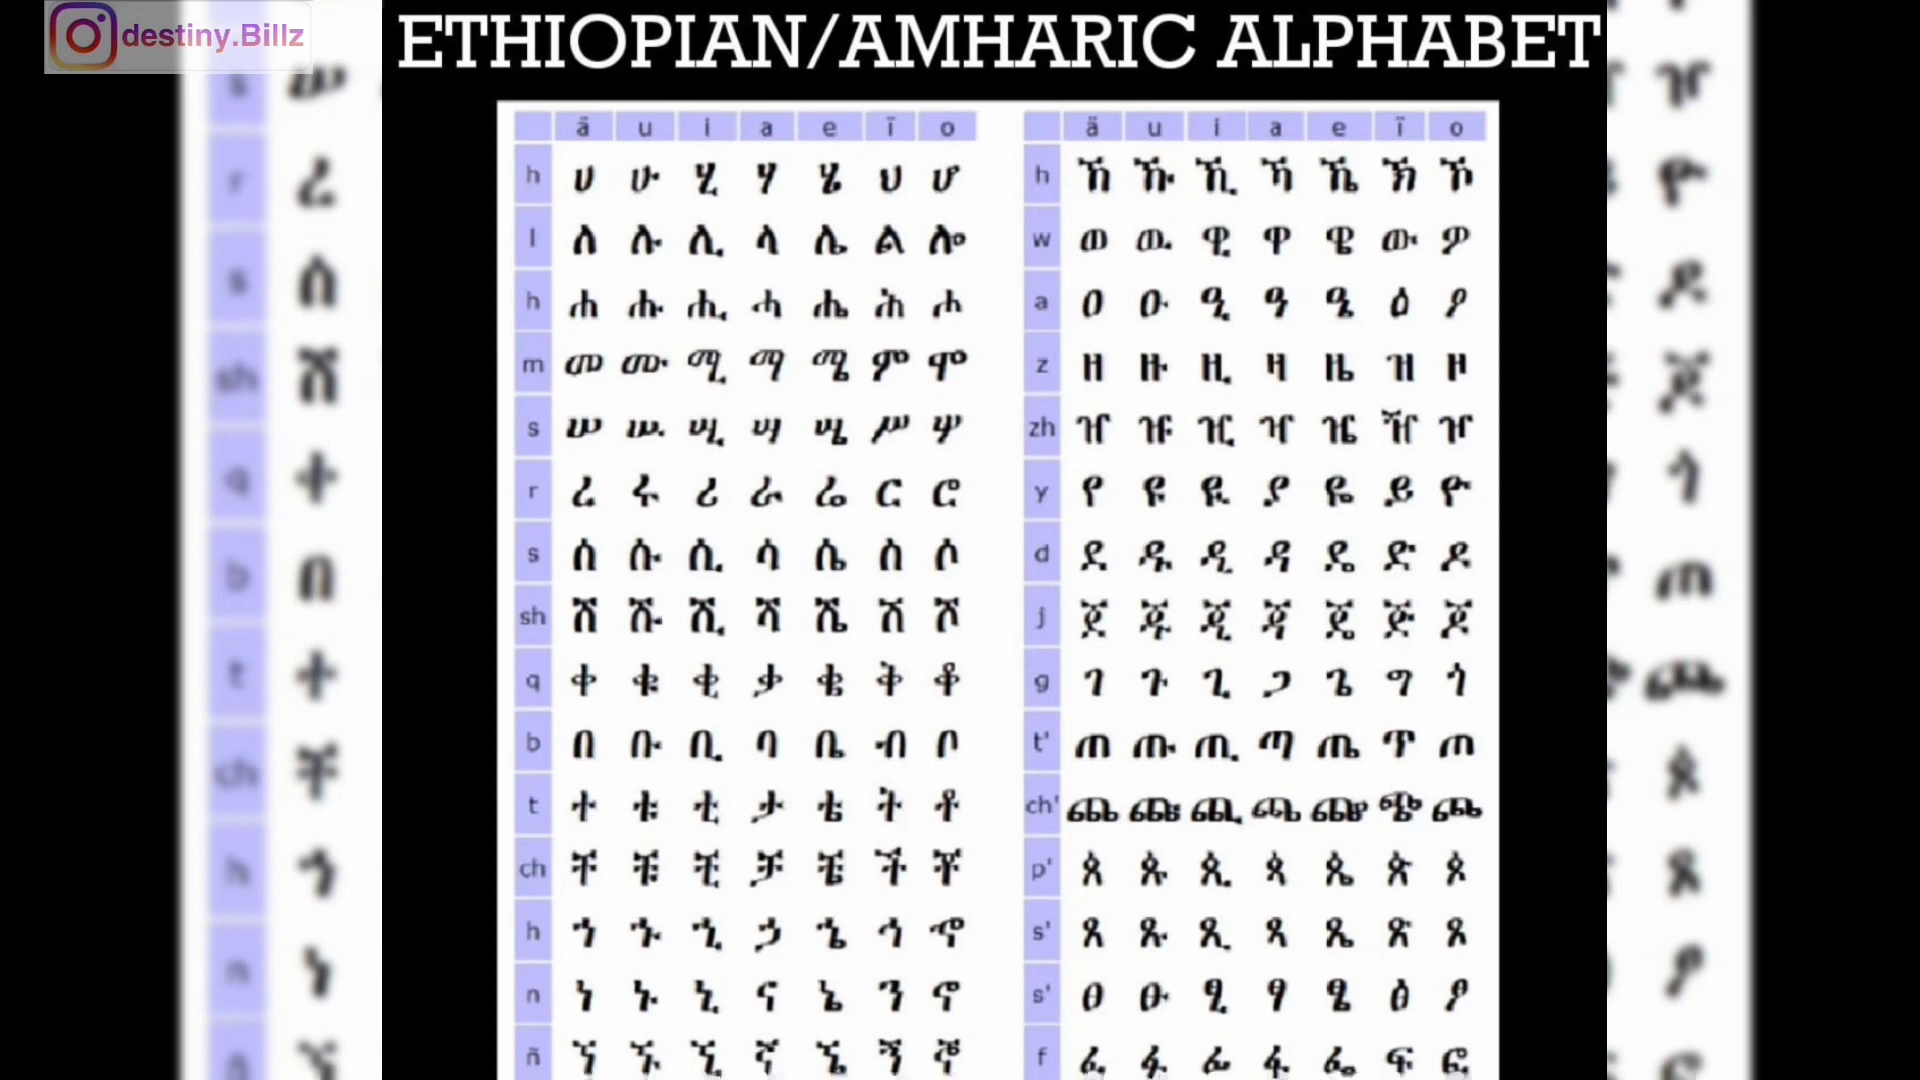 destiny.Billz
ETHIOPIAN/AMHARIC ALPHABET
ä u i a e ï o
h ሀ ሁ ሂ ሃ ሄ ህ ሆ
l ለ ሉ ሊ ላ ሌ ል ሎ
h ሐ ሑ ሒ ሓ ሔ ሕ ሖ
m መ ሙ ሚ ማ ሜ ም ሞ
s ሠ ሡ ሢ ሣ ሤ ሥ ሦ
r ረ ሩ ሪ ራ ሬ ር ሮ
s ሰ ሱ ሲ ሳ ሴ ስ ሶ
sh ሸ ሹ ሺ ሻ ሼ ሽ ሾ
q ቀ ቁ ቂ ቃ ቄ ቅ ቆ
b በ ቡ ቢ ባ ቤ ብ ቦ
t ተ ቱ ቲ ታ ቴ ት ቶ
ch ቸ ቹ ቺ ቻ ቼ ች ቾ
h ኀ ኁ ኂ ኃ ኄ ኅ ኆ
n ነ ኑ ኒ ና ኔ ን ኖ
ñ ኘ ኙ ኚ ኛ ኜ ኝ ኞ
ä u i a e ï o
h ኸ ኹ ኺ ኻ ኼ ኽ ኾ
w ወ ዉ ዊ ዋ ዌ ው ዎ
a ዐ ዑ ዒ ዓ ዔ ዕ ዖ
z ዘ ዙ ዚ ዛ ዜ ዝ ዞ
zh ዠ ዡ ዢ ዣ ዤ ዥ ዦ
y የ ዩ ዪ ያ ዬ ይ ዮ
d ደ ዱ ዲ ዳ ዴ ድ ዶ
j ጀ ጁ ጂ ጃ ጄ ጅ ጆ
g ገ ጉ ጊ ጋ ጌ ግ ጎ
t' ጠ ጡ ጢ ጣ ጤ ጥ ጠ
ch' ጨ ጩ ጪ ጫ ጬ ጭ ጮ
p' ጰ ጱ ጲ ጳ ጴ ጵ ጶ
s' ጸ ጹ ጺ ጻ ጼ ጽ ጾ
s' ፀ ፁ ፂ ፃ ፄ ፅ ፆ
f ፈ ፉ ፊ ፋ ፌ ፍ ፎ